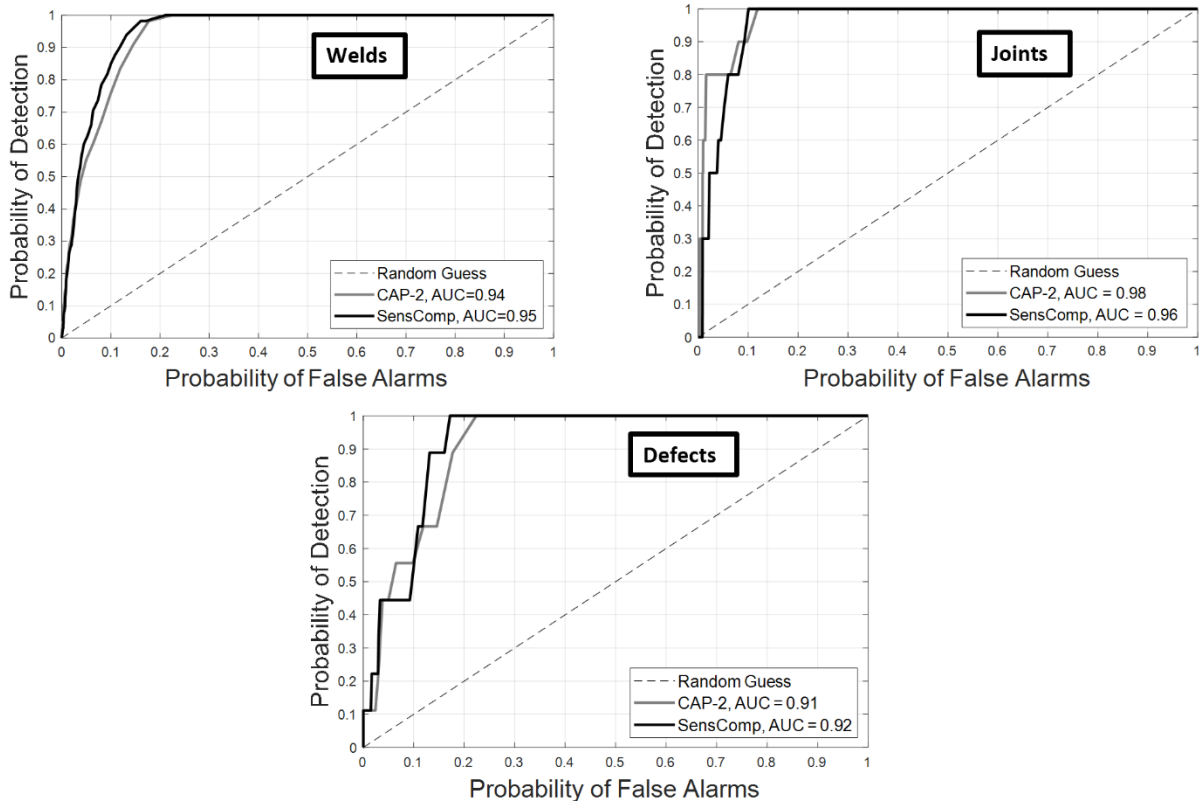 Probability of Detection
1
0.9
0.8
0.7
0.6
0.5
0.4
0.3
0.2
0.1
0
Welds
Random Guess
CAP-2, AUC=0.94
SensComp, AUC=0.95
0 0.1 0.2 0.3 0.4 0.5 0.6 0.7 0.8 0.9 1
Probability of False Alarms
Probability of Detection
1
0.9
0.8
0.7
0.6
0.5
0.4
0.3
0.2
0.1
0
Joints
Random Guess
CAP-2, AUC = 0.98
SensComp, AUC = 0.96
0 0.1 0.2 0.3 0.4 0.5 0.6 0.7 0.8 0.9 1
Probability of False Alarms
Probability of Detection
1
0.9
0.8
0.7
0.6
0.5
0.4
0.3
0.2
0.1
0
Defects
Random Guess
CAP-2, AUC = 0.91
SensComp, AUC = 0.92
0 0.1 0.2 0.3 0.4 0.5 0.6 0.7 0.8 0.9 1
Probability of False Alarms